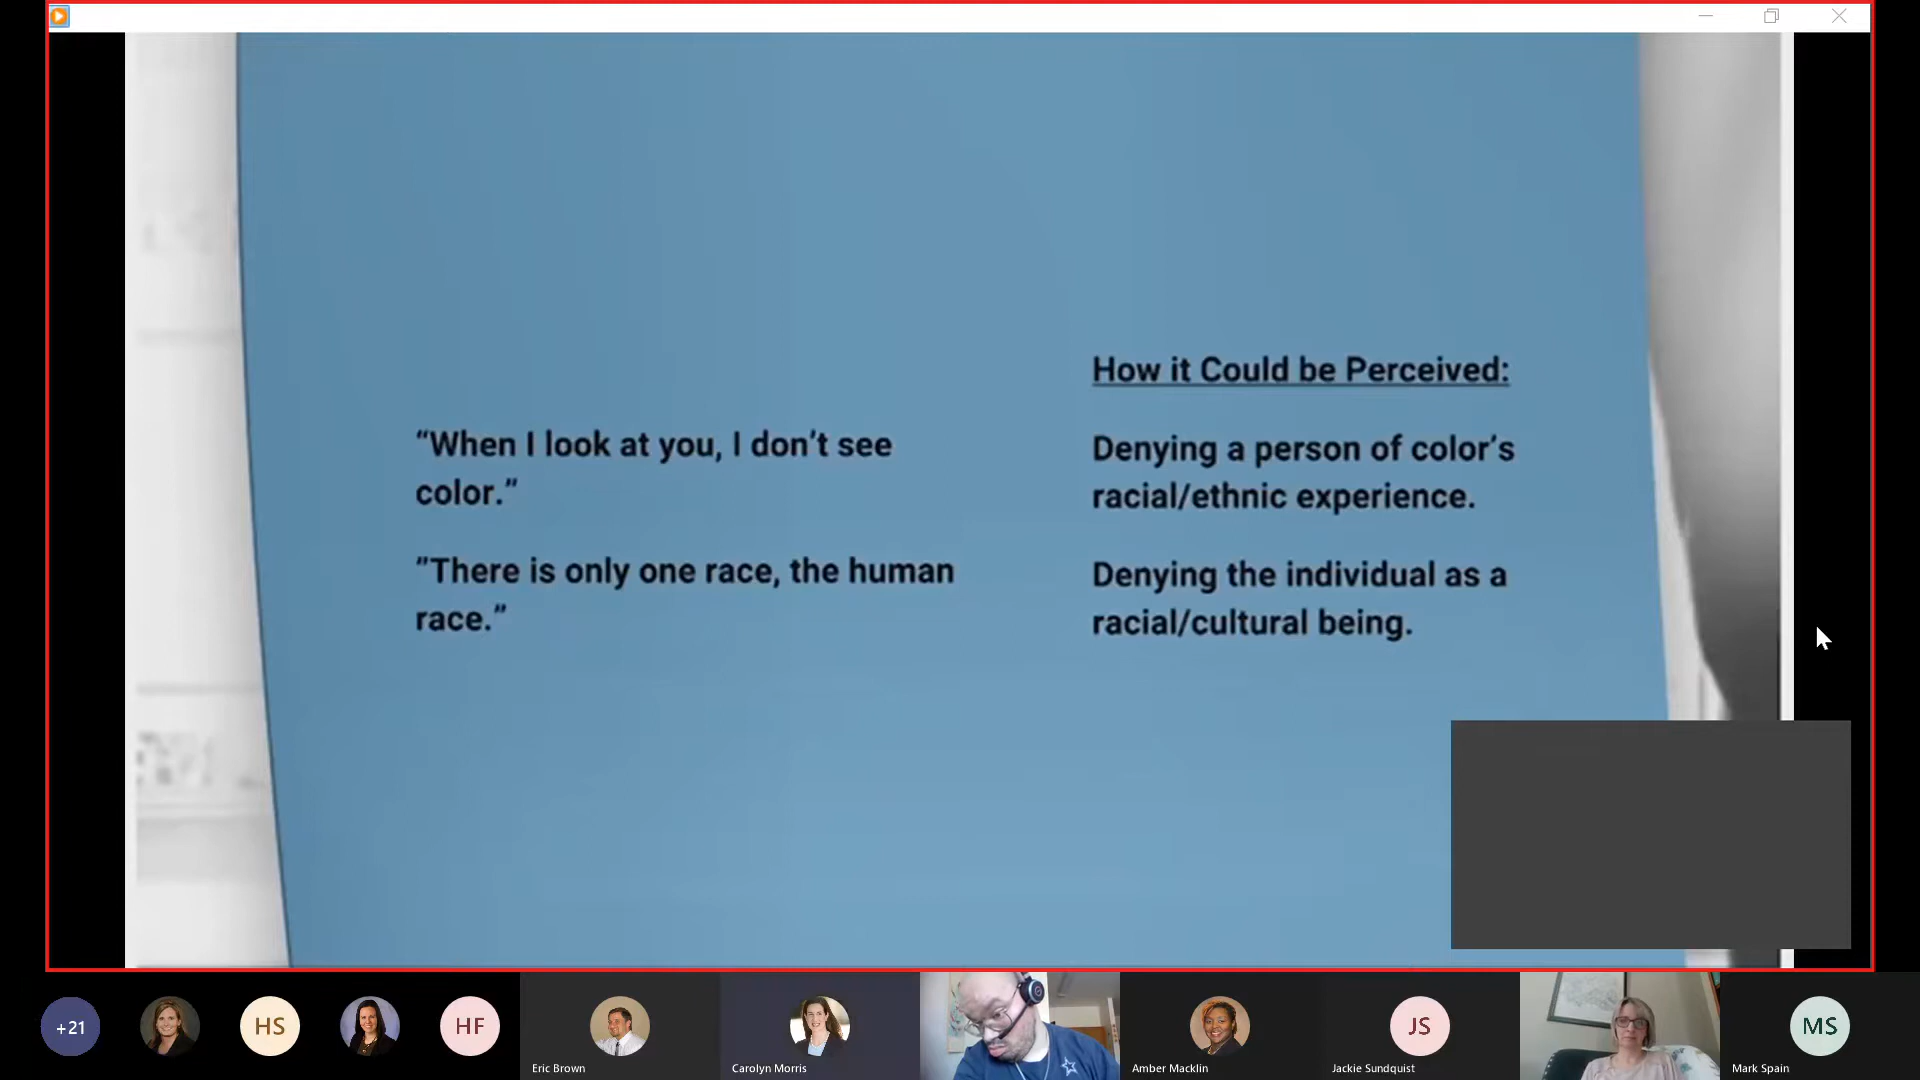 “When I look at you, I don’t see
color.”
”There is only one race, the human
race.”
How it Could be Perceived:
Denying a person of color’s
racial/ethnic experience.
Denying the individual as a
racial/cultural being.
+21
HS
HF
Eric Brown
Carolyn Morris
Amber Macklin
JS
Jackie Sundquist
MS
Mark Spain